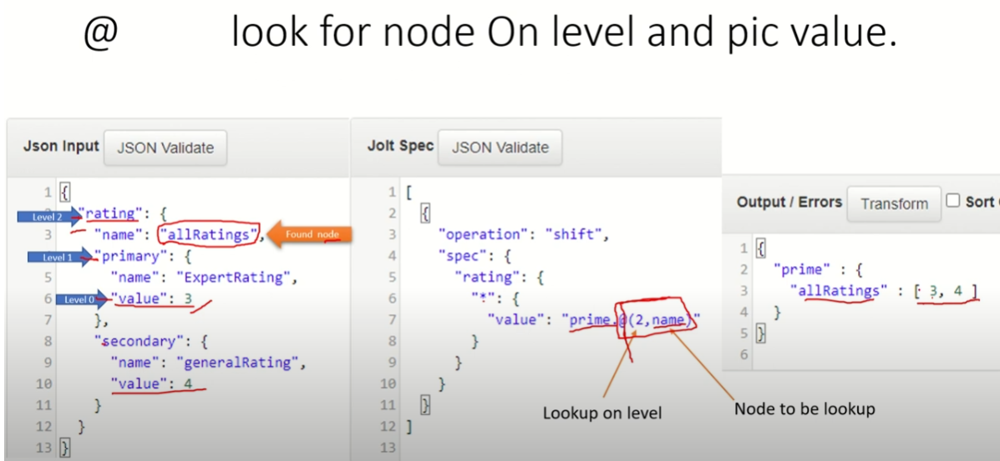 @ look for node On level and pic value.
Json Input JSON Validate
1 {
Level 2 "rating": {
3 "name": "allRatings", Found node
Level 1 "primary": {
5 "name": "ExpertRating",
6 Level 0 "value": 3
7 },
8 "secondary": {
9 "name": "generalRating",
10 "value": 4
11 }
12 }
13 }
Jolt Spec JSON Validate
1 [
2 {
3 "operation": "shift",
4 "spec": {
5 "rating": {
6 "*": {
7 "value": "prime.@(2,name)"
8 }
9 }
10 }
11 }
12 ]
13
Lookup on level
Node to be lookup
Output / Errors Transform Sort
1 {
2 "prime" : {
3 "allRatings" : [ 3, 4 ]
4 }
5 }
6